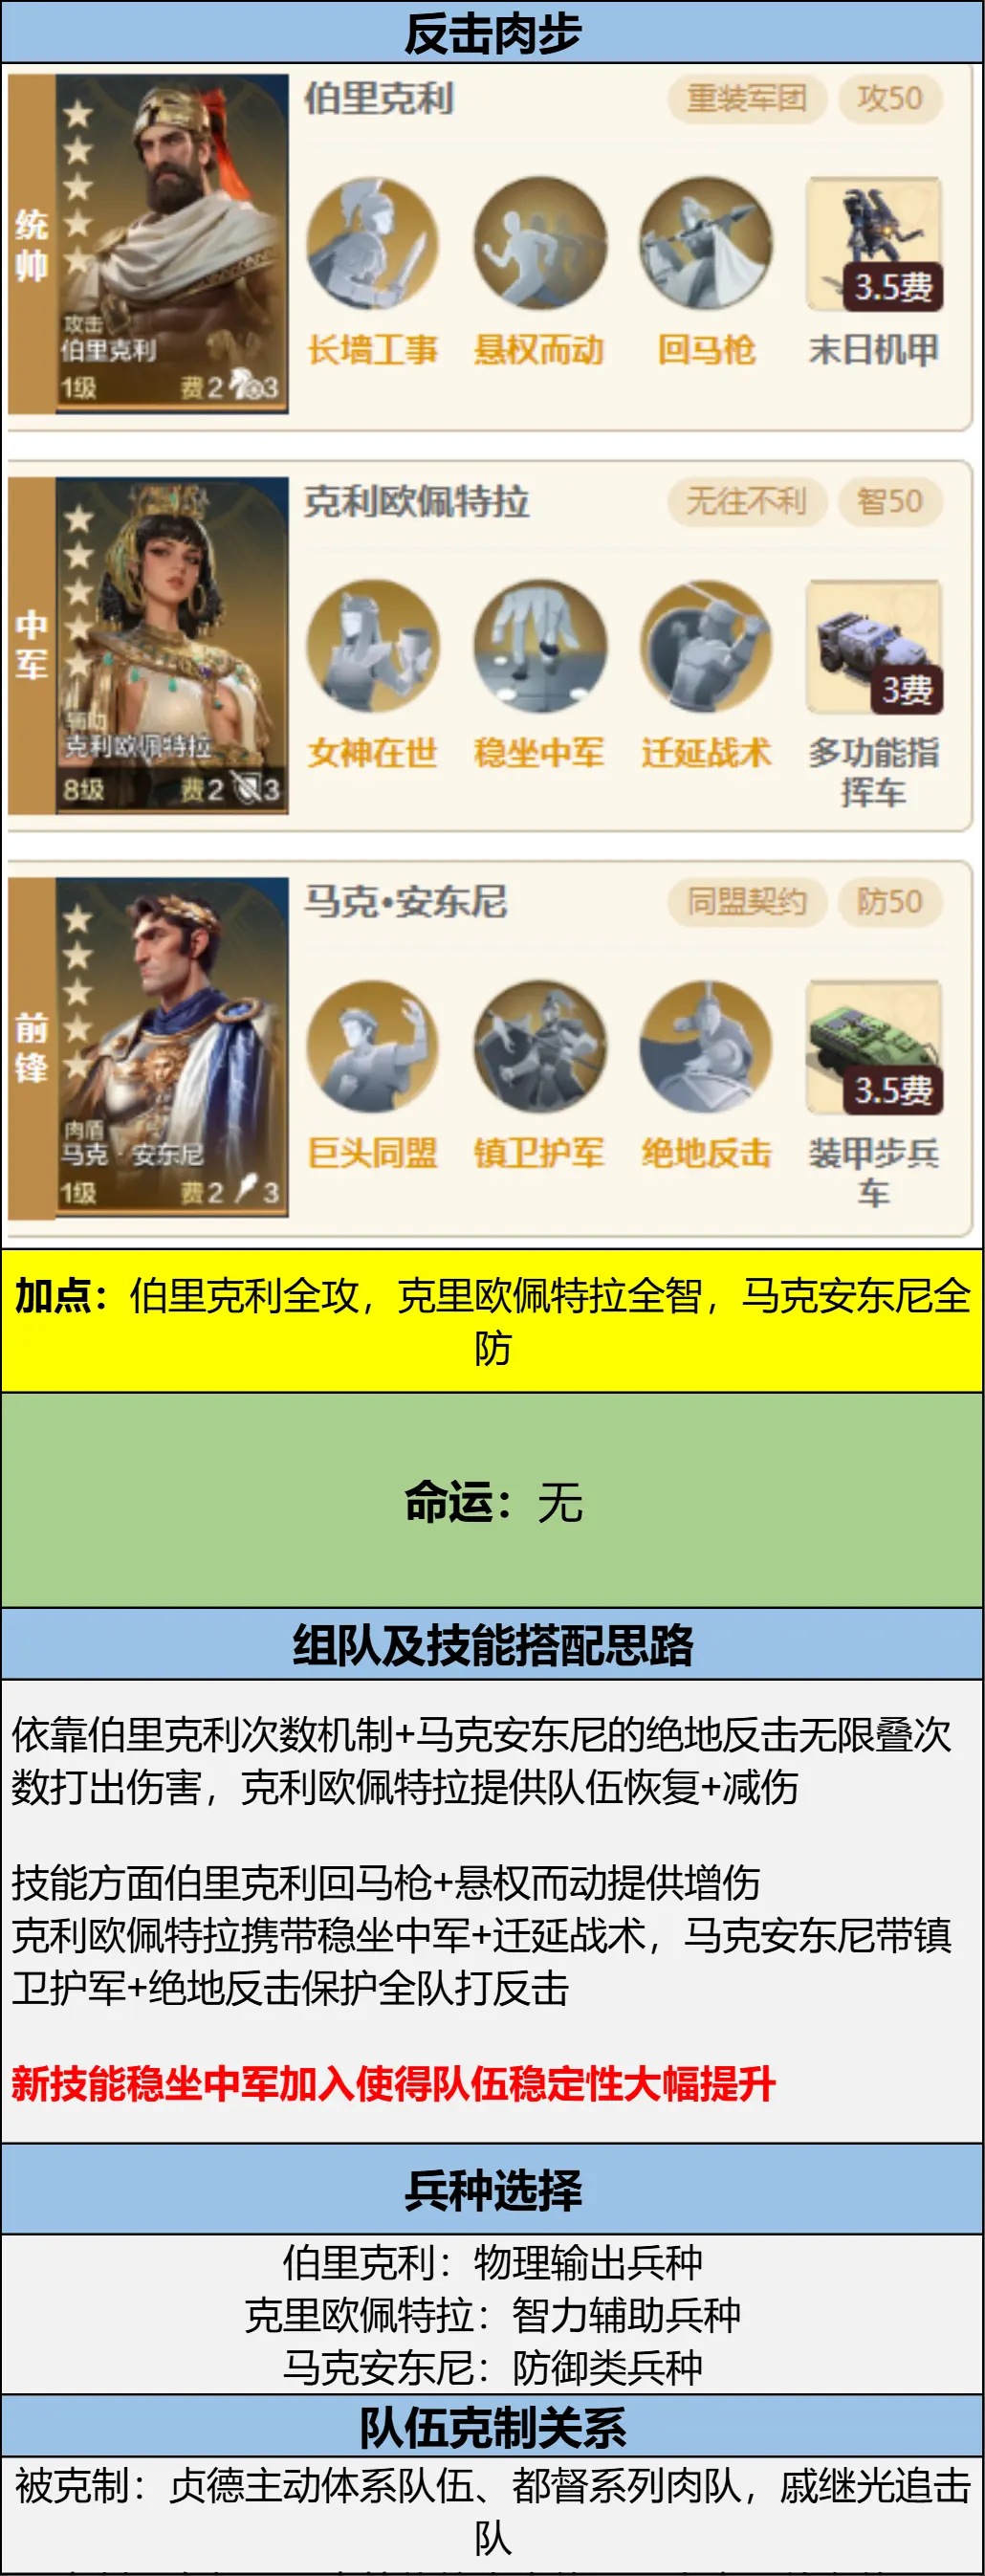 反击肉步
统帅
攻击
伯里克利
1级
费2
3
伯里克利
重装军团
攻50
长墙工事
悬权而动
回马枪
3.5费
末日机甲
中军
辅助
克利欧佩特拉
8级
费2
3
克利欧佩特拉
无往不利
智50
女神在世
稳坐中军
迁延战术
3费
多功能指
挥车
前锋
肉盾
马克·安东尼
1级
费2
3
马克•安东尼
同盟契约
防50
巨头同盟
镇卫护军
绝地反击
3.5费
装甲步兵
车
加点：伯里克利全攻，克里欧佩特拉全智，马克安东尼全
防
命运：无
组队及技能搭配思路
依靠伯里克利次数机制+马克安东尼的绝地反击无限叠次
数打出伤害，克利欧佩特拉提供队伍恢复+减伤
技能方面伯里克利回马枪+悬权而动提供增伤
克利欧佩特拉携带稳坐中军+迁延战术，马克安东尼带镇
卫护军+绝地反击保护全队打反击
新技能稳坐中军加入使得队伍稳定性大幅提升
兵种选择
伯里克利：物理输出兵种
克里欧佩特拉：智力辅助兵种
马克安东尼：防御类兵种
队伍克制关系
被克制：贞德主动体系队伍、都督系列肉队，戚继光追击
队